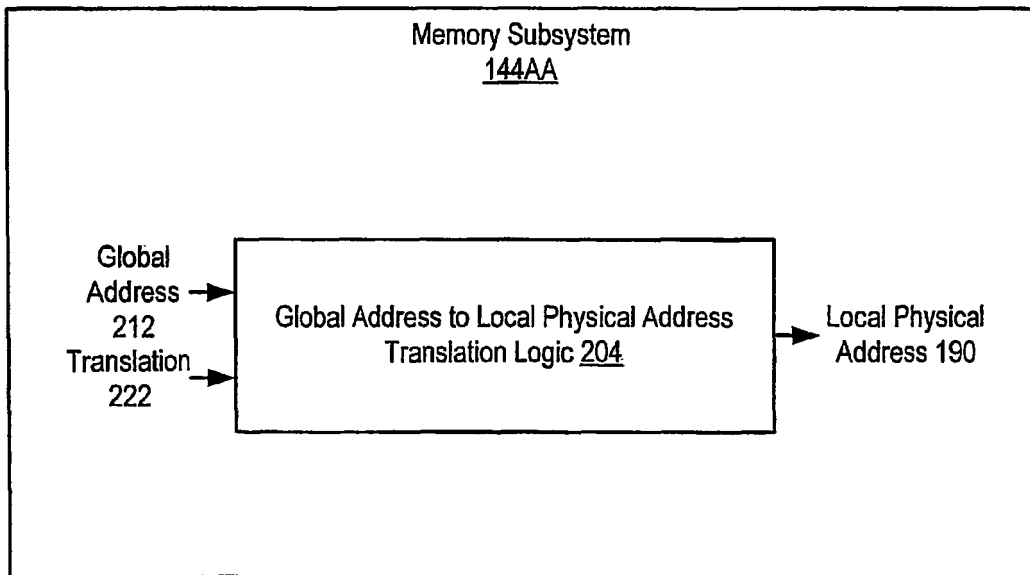 Memory Subsystem
144AA
Global
Address
212
Translation
222
Global Address to Local Physical Address
Translation Logic 204
Local Physical
Address 190